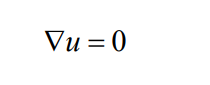 ∇u = 0